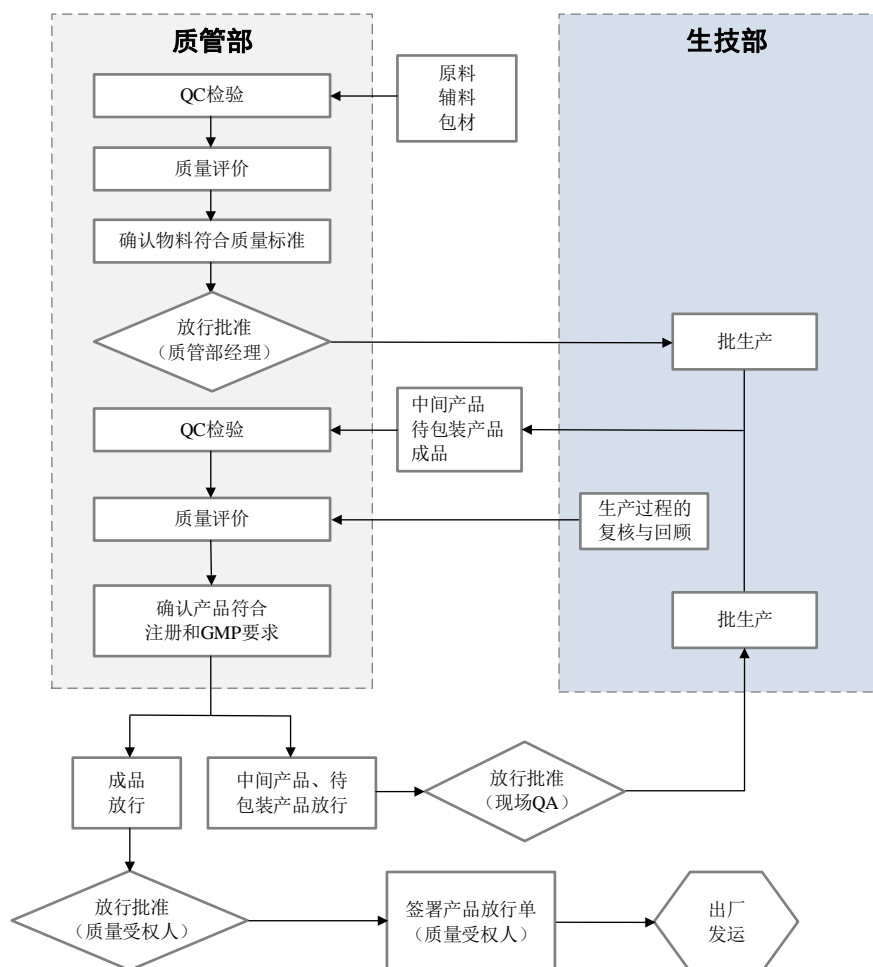 质管部
生技部
QC检验
原料
辅料
包材
质量评价
确认物料符合质量标准
放行批准
（质管部经理）
批生产
QC检验
中间产品
待包装产品
成品
质量评价
生产过程的
复核与回顾
确认产品符合
注册和GMP要求
批生产
成品
放行
中间产品、待
包装产品放行
放行批准
（现场QA）
放行批准
（质量受权人）
签署产品放行单
（质量受权人）
出厂
发运